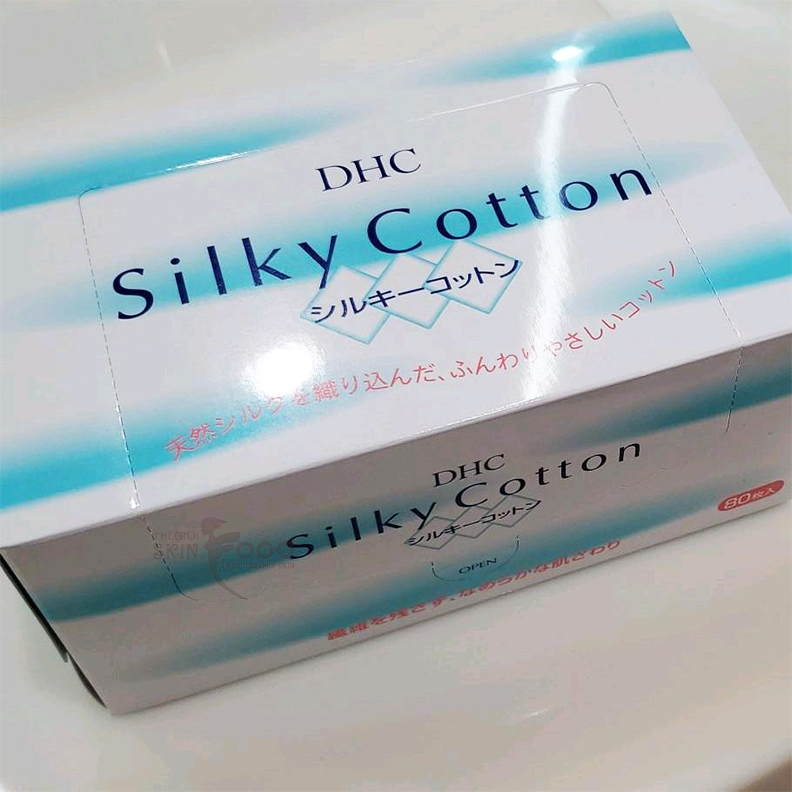 DHC
Silky Cotton
シルキーコットン
天然シルクを織り込んだ、ふんわりやさしいコットン
DHC
Silky Cotton
シルキーコットン
80枚入
OPEN
繊維を残さず、なめらかな肌ざわり
THEGIOI
SKIN FOOD